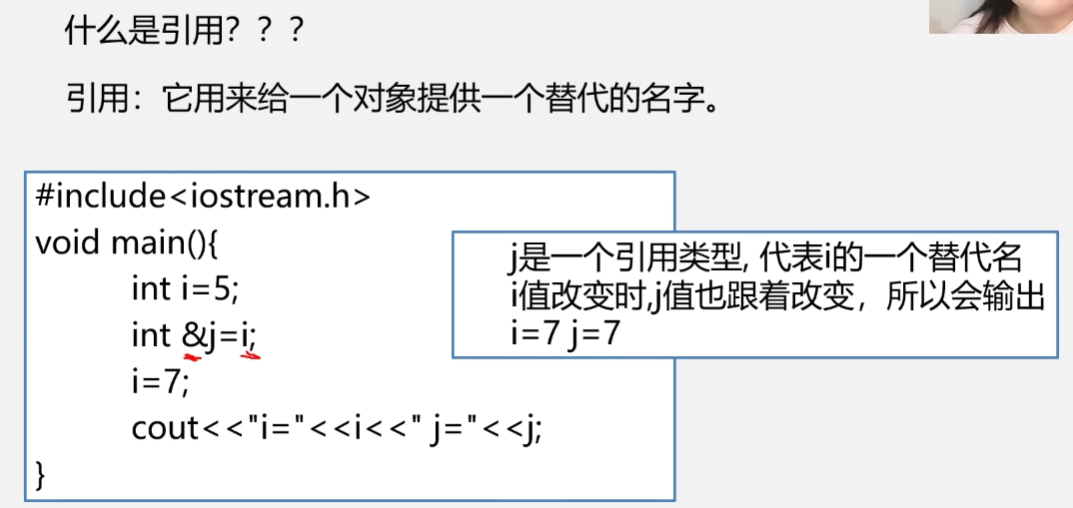 什么是引用？？？
引用：它用来给一个对象提供一个替代的名字。
#include<iostream.h>
void main(){
int i=5;
int &j=i;
i=7;
cout<<"i="<<i<<" j="<<j;
}
j是一个引用类型, 代表i的一个替代名
i值改变时,j值也跟着改变，所以会输出
i=7 j=7